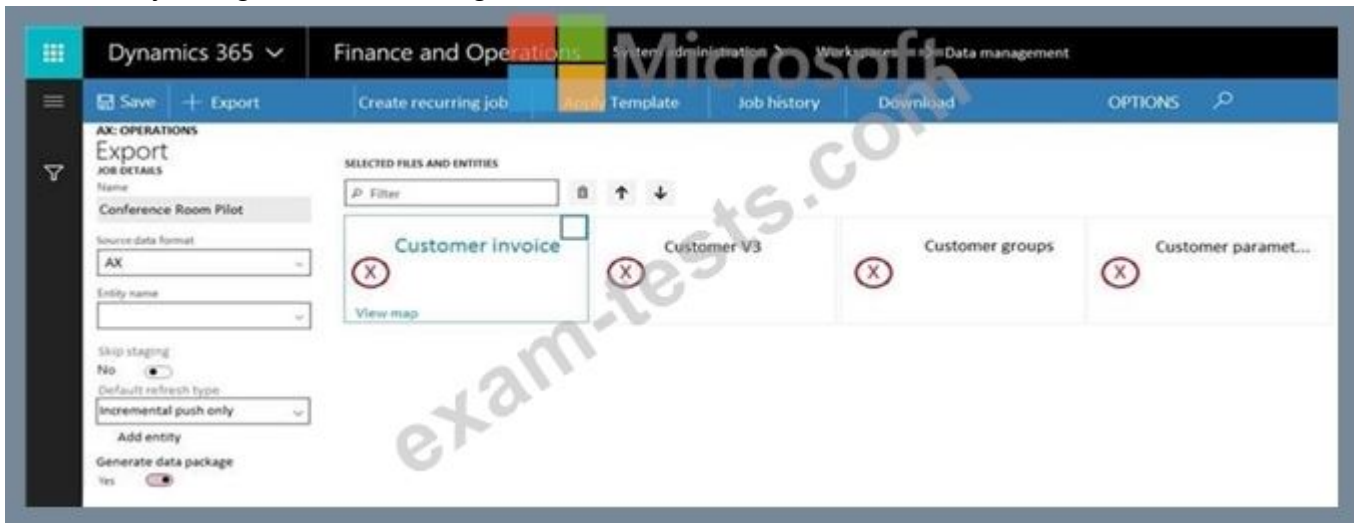 Dynamics 365
Finance and Operations
System administration > Workspaces > Data management
Microsoft
Save + Export
Create recurring job
Apply Template
Job history
Download
OPTIONS
AX: OPERATIONS
Export
JOB DETAILS
Name
Conference Room Pilot
Source data format
AX
Entity name
Skip staging
No
Default refresh type
Incremental push only
Add entity
Generate data package
Yes
SELECTED FILES AND ENTITIES
Filter
Customer invoice
X
View map
Customer V3
X
Customer groups
X
Customer paramet...
X
exam-tests.com